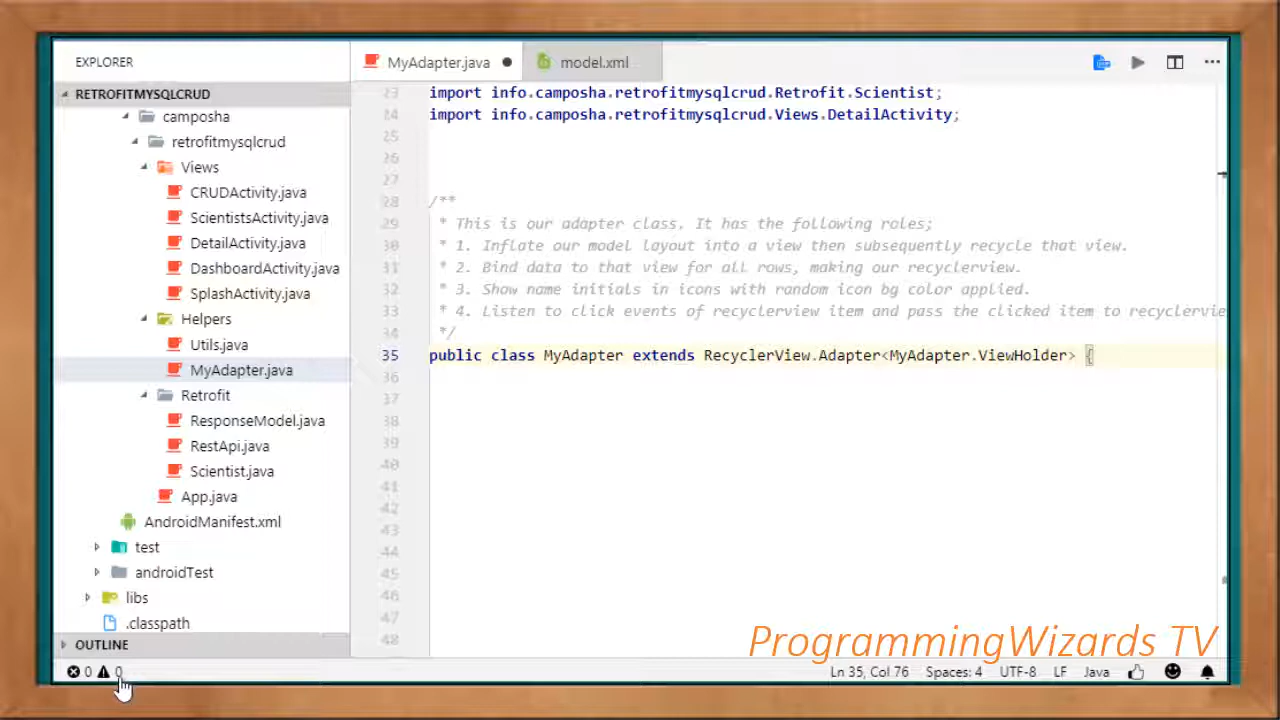 EXPLORER
RETROFITMYSQLCRUD
camposha
retrofitmysqlcrud
Views
CRUDActivity.java
ScientistsActivity.java
DetailActivity.java
DashboardActivity.java
SplashActivity.java
Helpers
Utils.java
MyAdapter.java
Retrofit
ResponseModel.java
RestApi.java
Scientist.java
App.java
AndroidManifest.xml
test
androidTest
libs
.classpath
OUTLINE
MyAdapter.java
model.xml
23 import info.camposha.retrofitmysqlcrud.Retrofit.Scientist;
24 import info.camposha.retrofitmysqlcrud.Views.DetailActivity;
25
26
27
28 /**
29 * This is our adapter class. It has the following roles;
30 * 1. Inflate our model layout into a view then subsequently recycle that view.
31 * 2. Bind data to that view for all rows, making our recyclerview.
32 * 3. Show name initials in icons with random icon bg color applied.
33 * 4. Listen to click events of recyclerview item and pass the clicked item to recyclervie
34 */
35 public class MyAdapter extends RecyclerView.Adapter<MyAdapter.ViewHolder> {
36
37
38
39
40
41
42
43
44
45
46
47
48
ProgrammingWizards TV
0 0
Ln 35, Col 76 Spaces: 4 UTF-8 LF Java